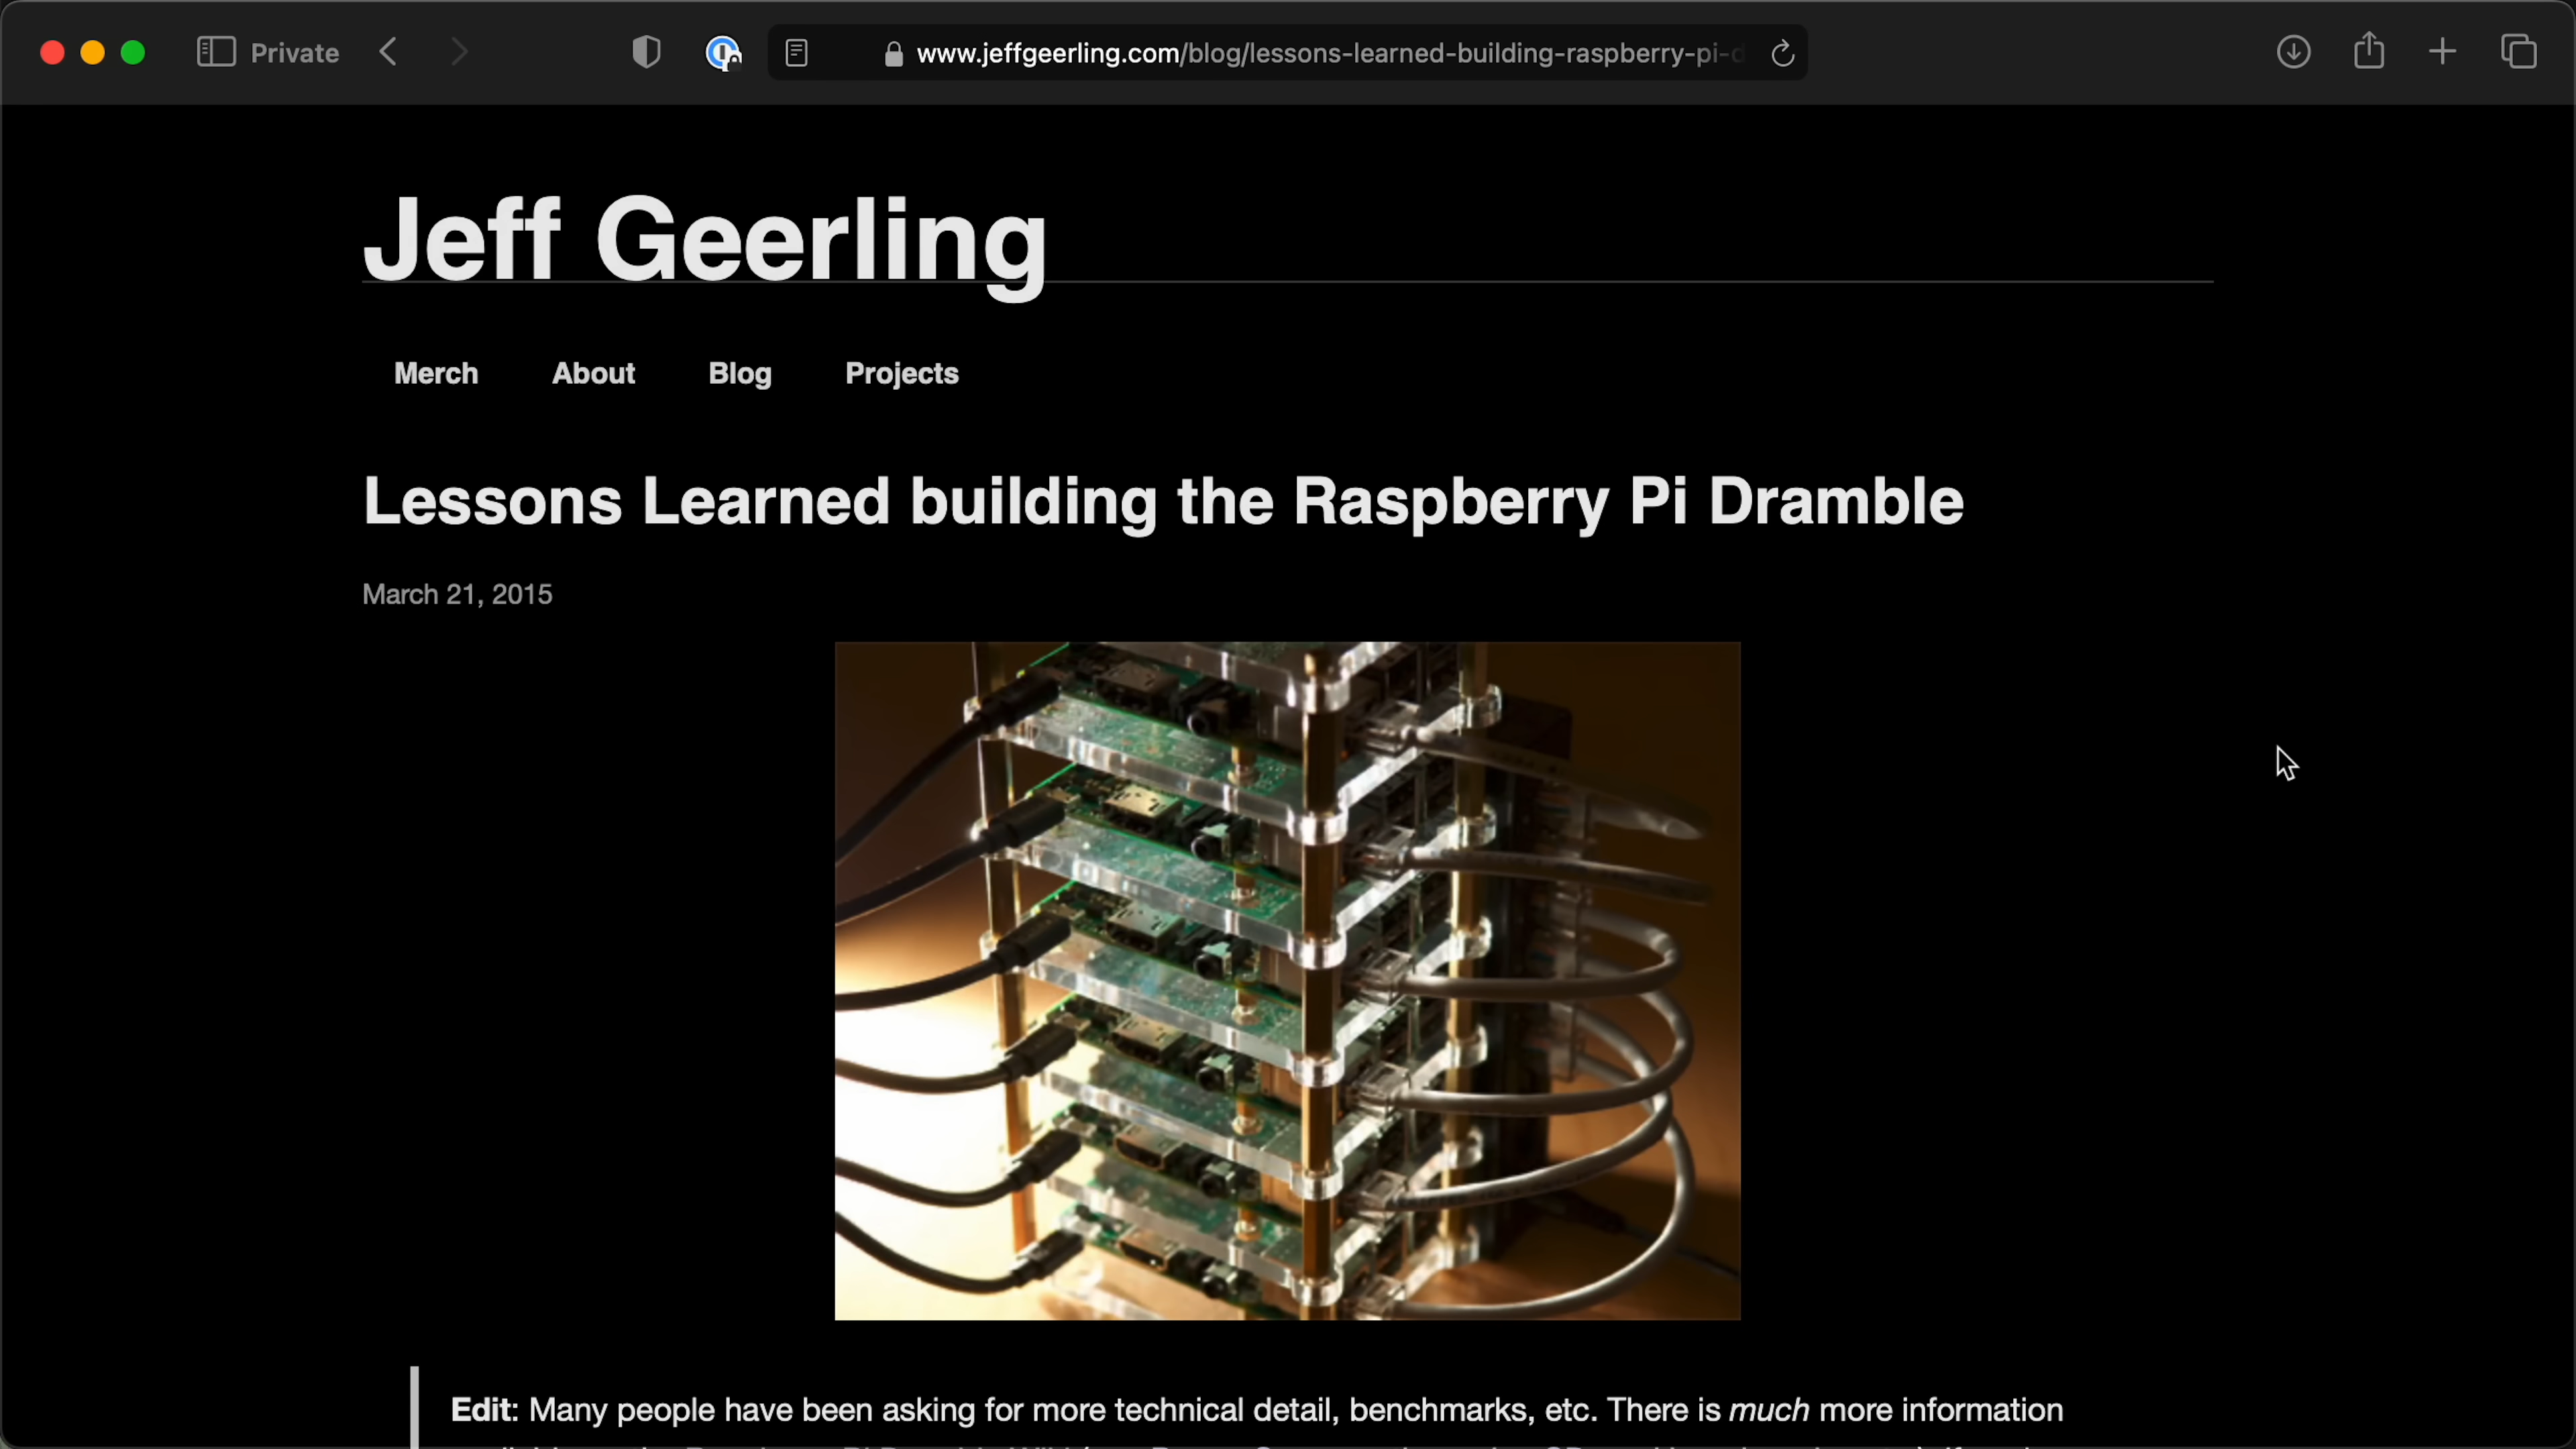 Private
www.jeffgeerling.com/blog/lessons-learned-building-raspberry-pi-d
Jeff Geerling
Merch About Blog Projects
Lessons Learned building the Raspberry Pi Dramble
March 21, 2015
Edit: Many people have been asking for more technical detail, benchmarks, etc. There is much more information